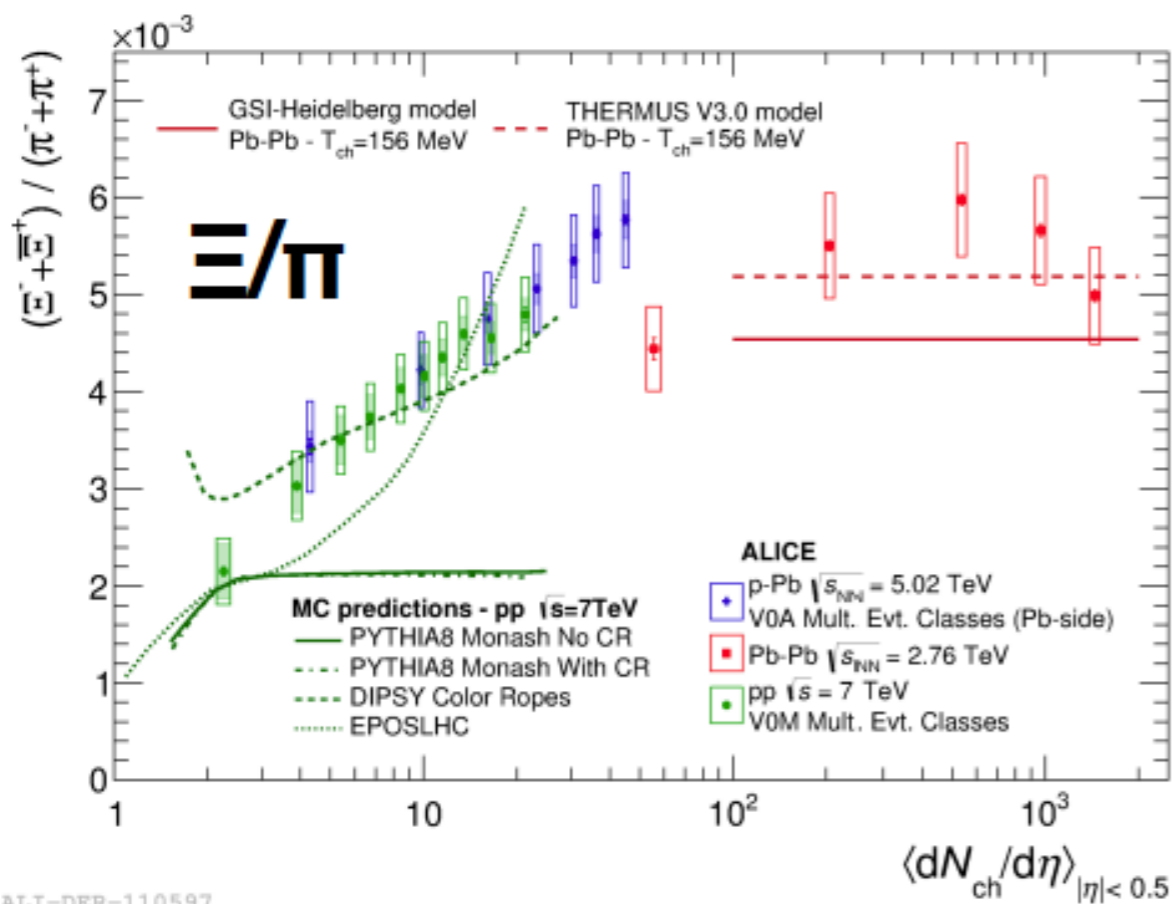 ×10⁻³
(Ξ⁻+Ξ̄⁺) / (π⁻+π⁺)
7
6
5
4
3
2
1
0
GSI-Heidelberg model
Pb-Pb - T_ch=156 MeV
THERMUS V3.0 model
Pb-Pb - T_ch=156 MeV
Ξ/π
MC predictions - pp √s=7TeV
PYTHIA8 Monash No CR
PYTHIA8 Monash With CR
DIPSY Color Ropes
EPOSLHC
ALICE
p-Pb √s_NN = 5.02 TeV
V0A Mult. Evt. Classes (Pb-side)
Pb-Pb √s_NN = 2.76 TeV
pp √s = 7 TeV
V0M Mult. Evt. Classes
1 10 10² 10³
⟨dN_ch/dη⟩_|η|< 0.5
ALI-DER-110597